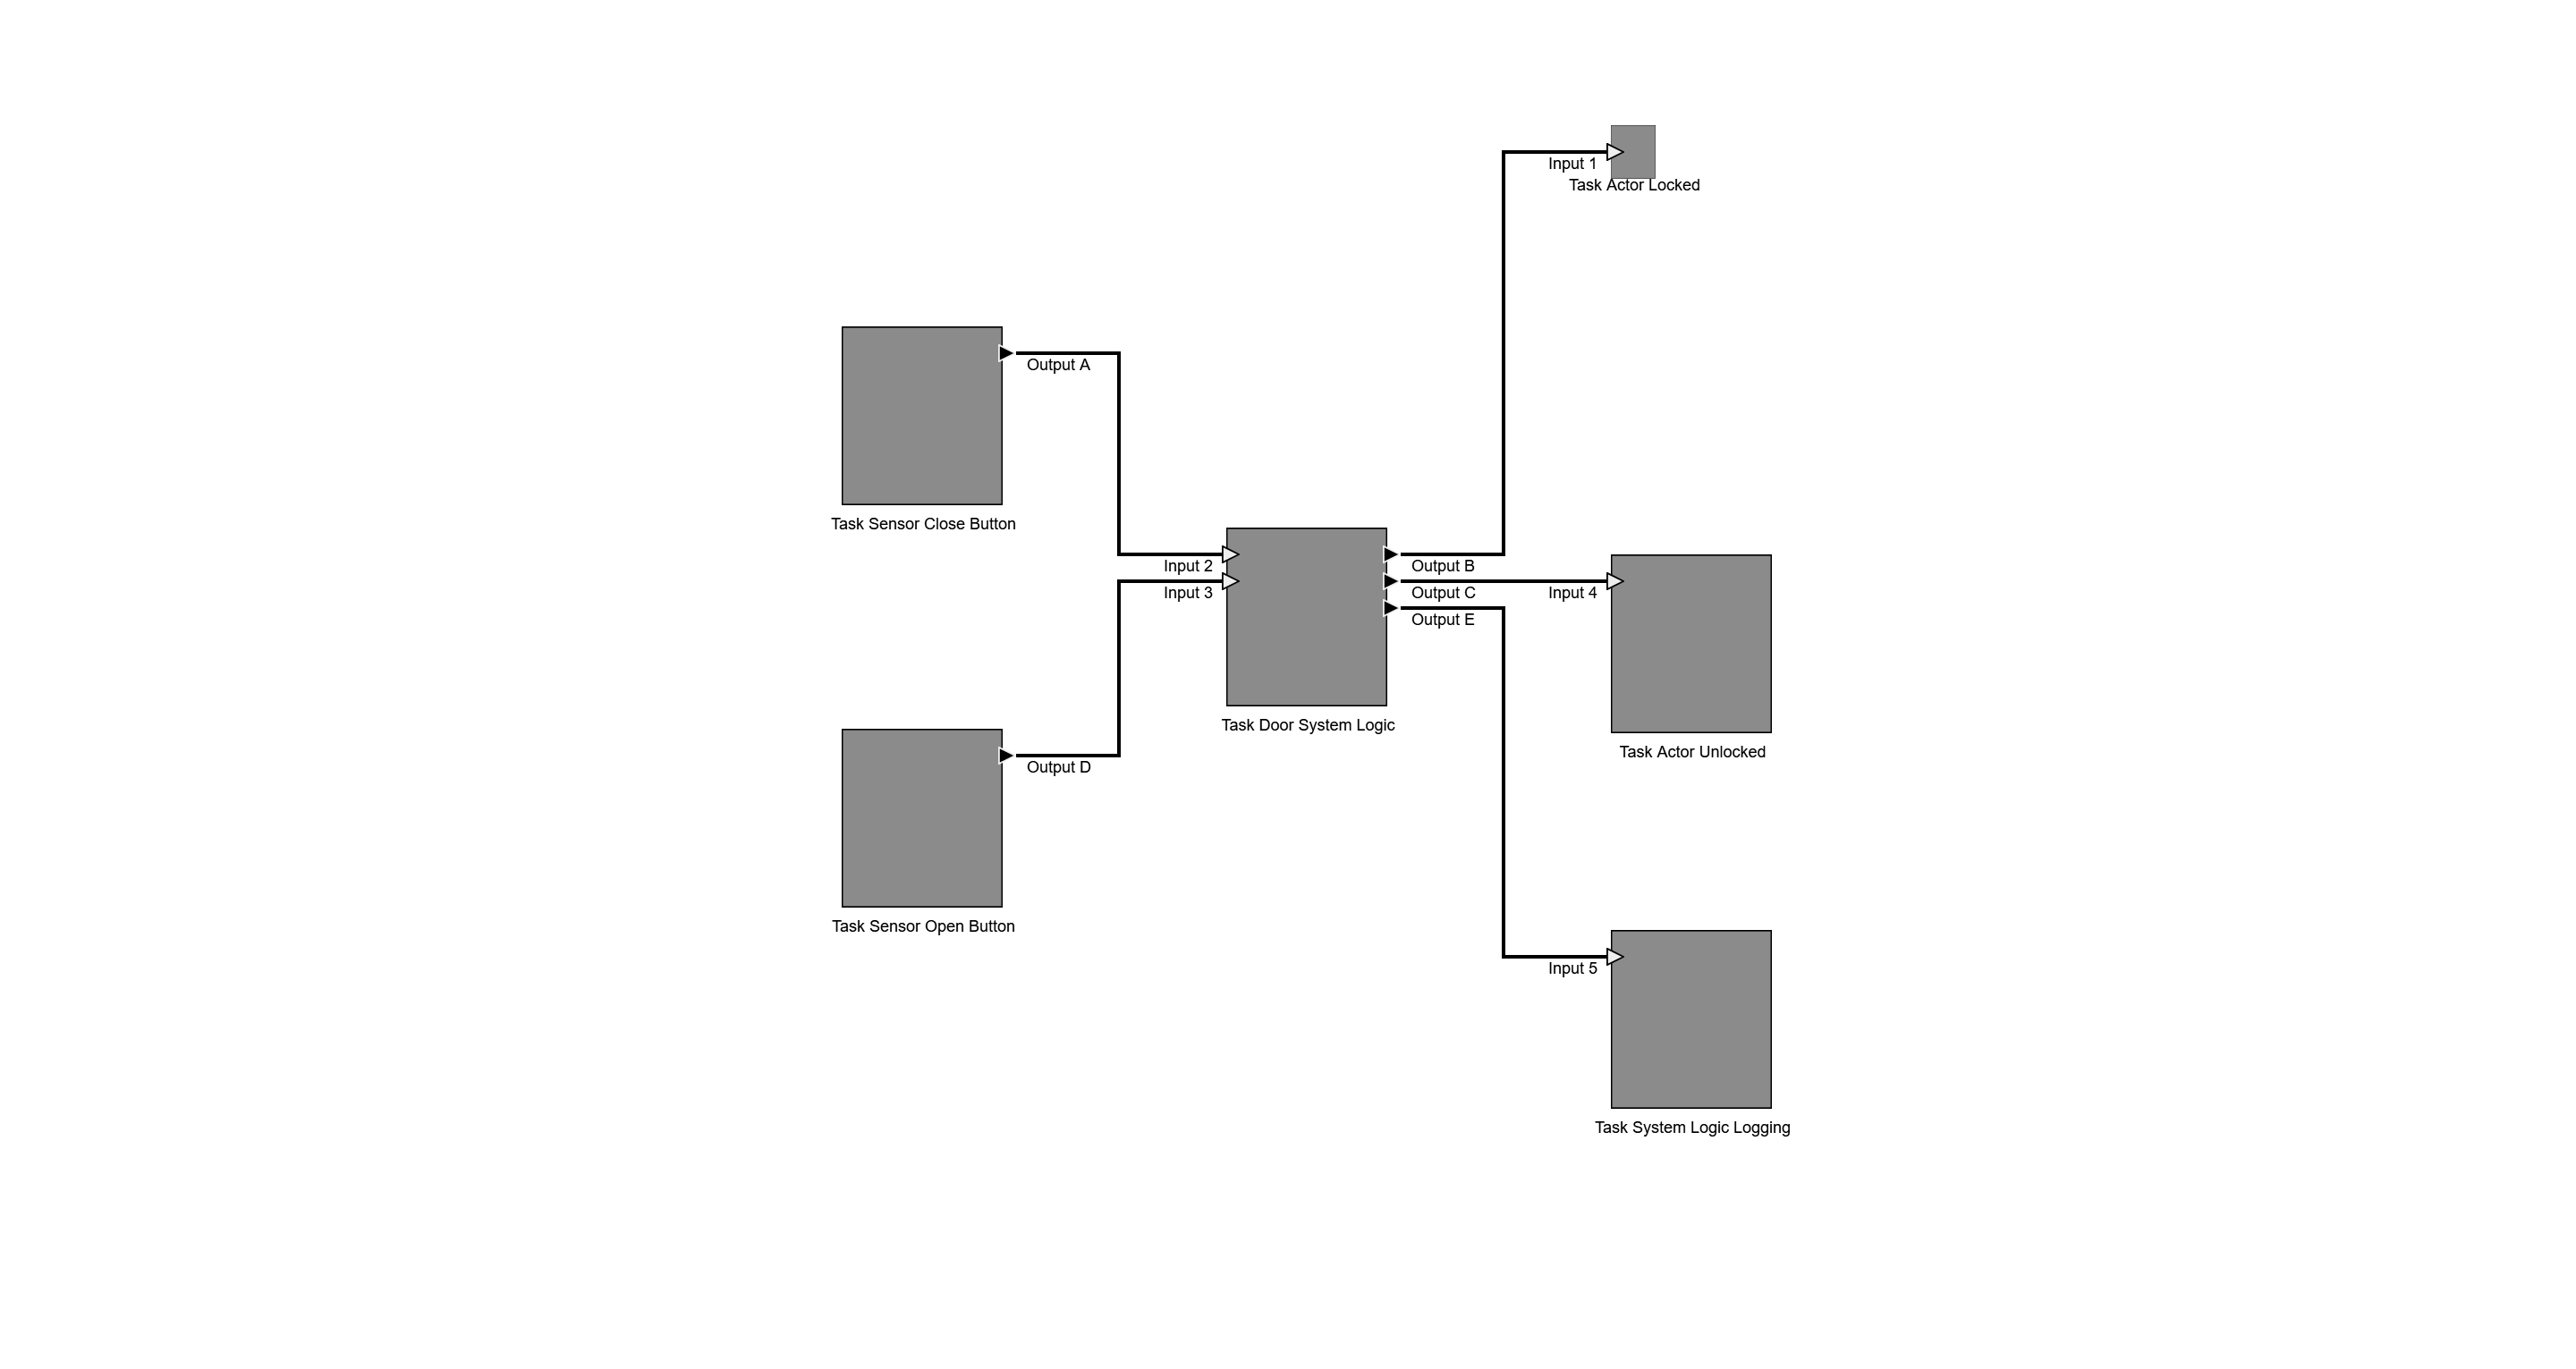 Input 1
Task Actor Locked
Output A
Task Sensor Close Button
Input 2
Output B
Input 3
Output C
Input 4
Output E
Task Door System Logic
Task Actor Unlocked
Output D
Task Sensor Open Button
Input 5
Task System Logic Logging